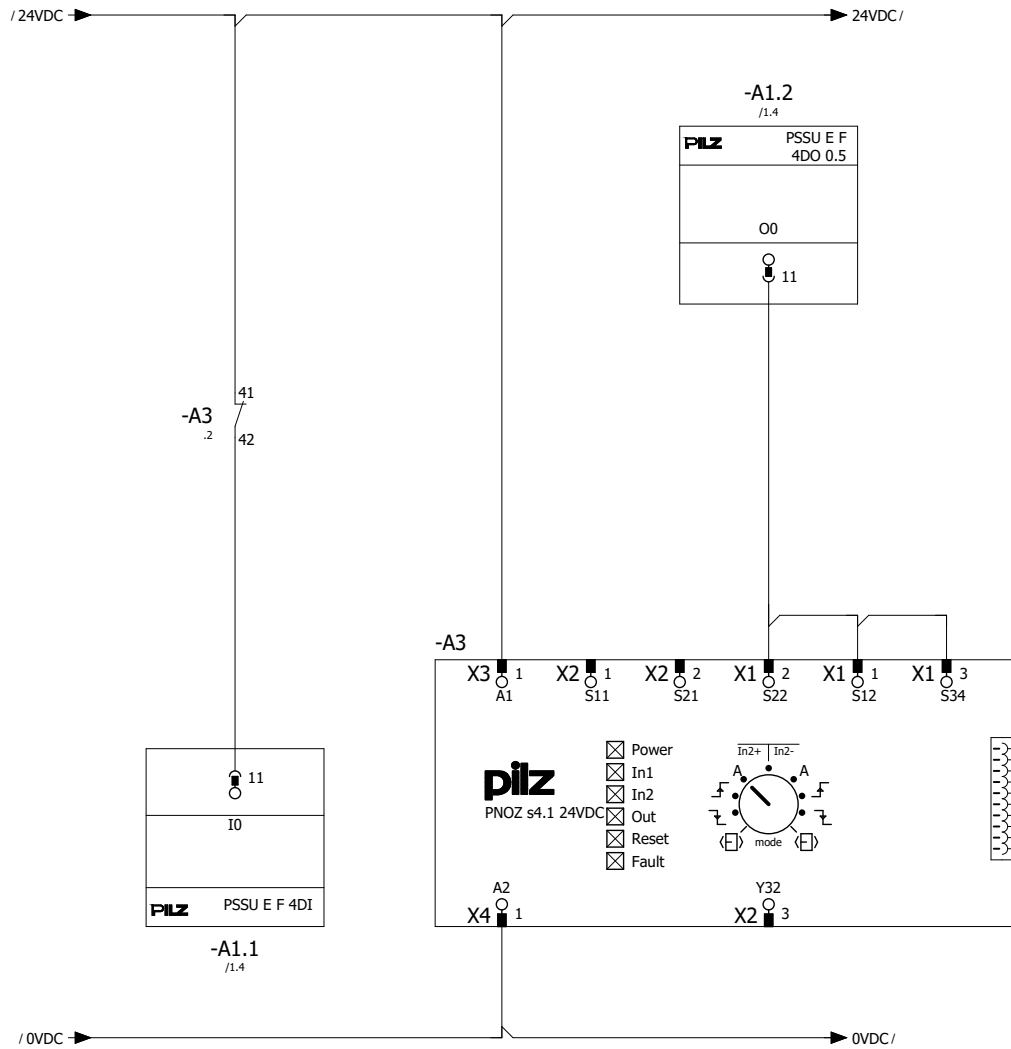 / 24VDC
24VDC /
-A1.2
/1.4
PILZ
PSSU E F
4DO 0.5
O0
11
41
-A3
.2
42
-A3
X3 1
X2 1
X2 2
X1 2
X1 1
X1 3
A1
S11
S21
S22
S12
S34
11
I0
PILZ
PSSU E F 4DI
-A1.1
/1.4
pilz
PNOZ s4.1 24VDC
Power
In1
In2
Out
Reset
Fault
In2+ In2-
A A
mode
A2
X4 1
Y32
X2 3
/ 0VDC
0VDC /